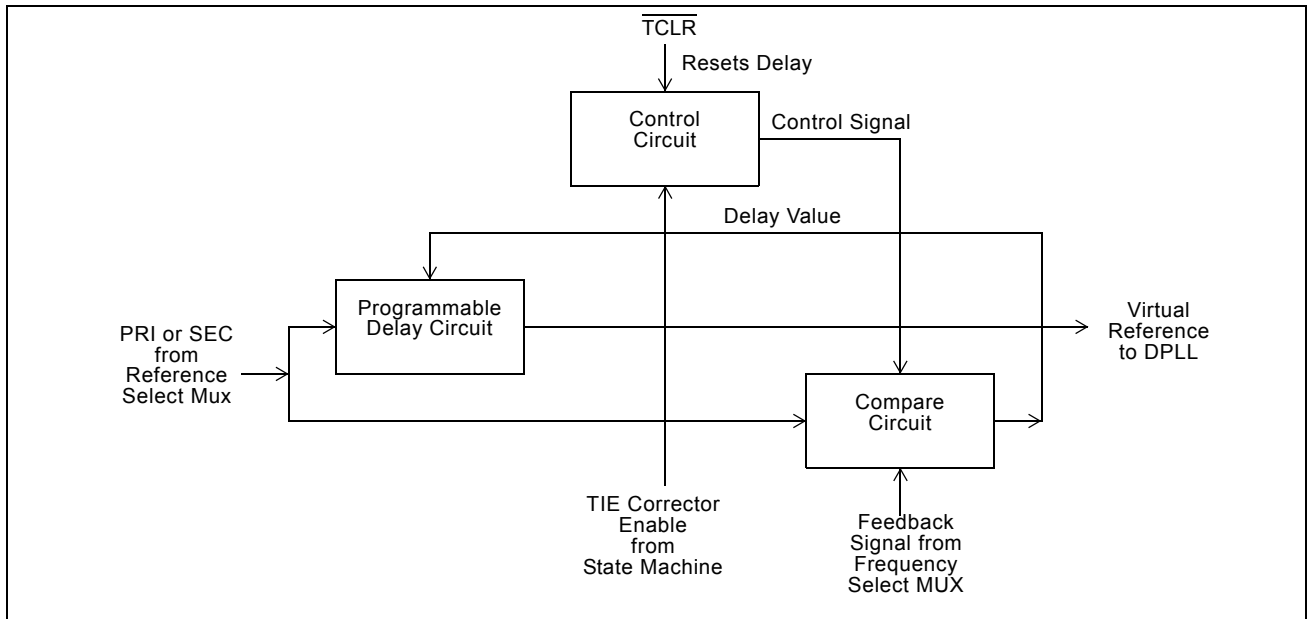 TCLR
Resets Delay
Control
Circuit
Control Signal
Delay Value
Programmable
Delay Circuit
PRI or SEC
from
Reference
Select Mux
Virtual
Reference
to DPLL
Compare
Circuit
TIE Corrector
Enable
from
State Machine
Feedback
Signal from
Frequency
Select MUX